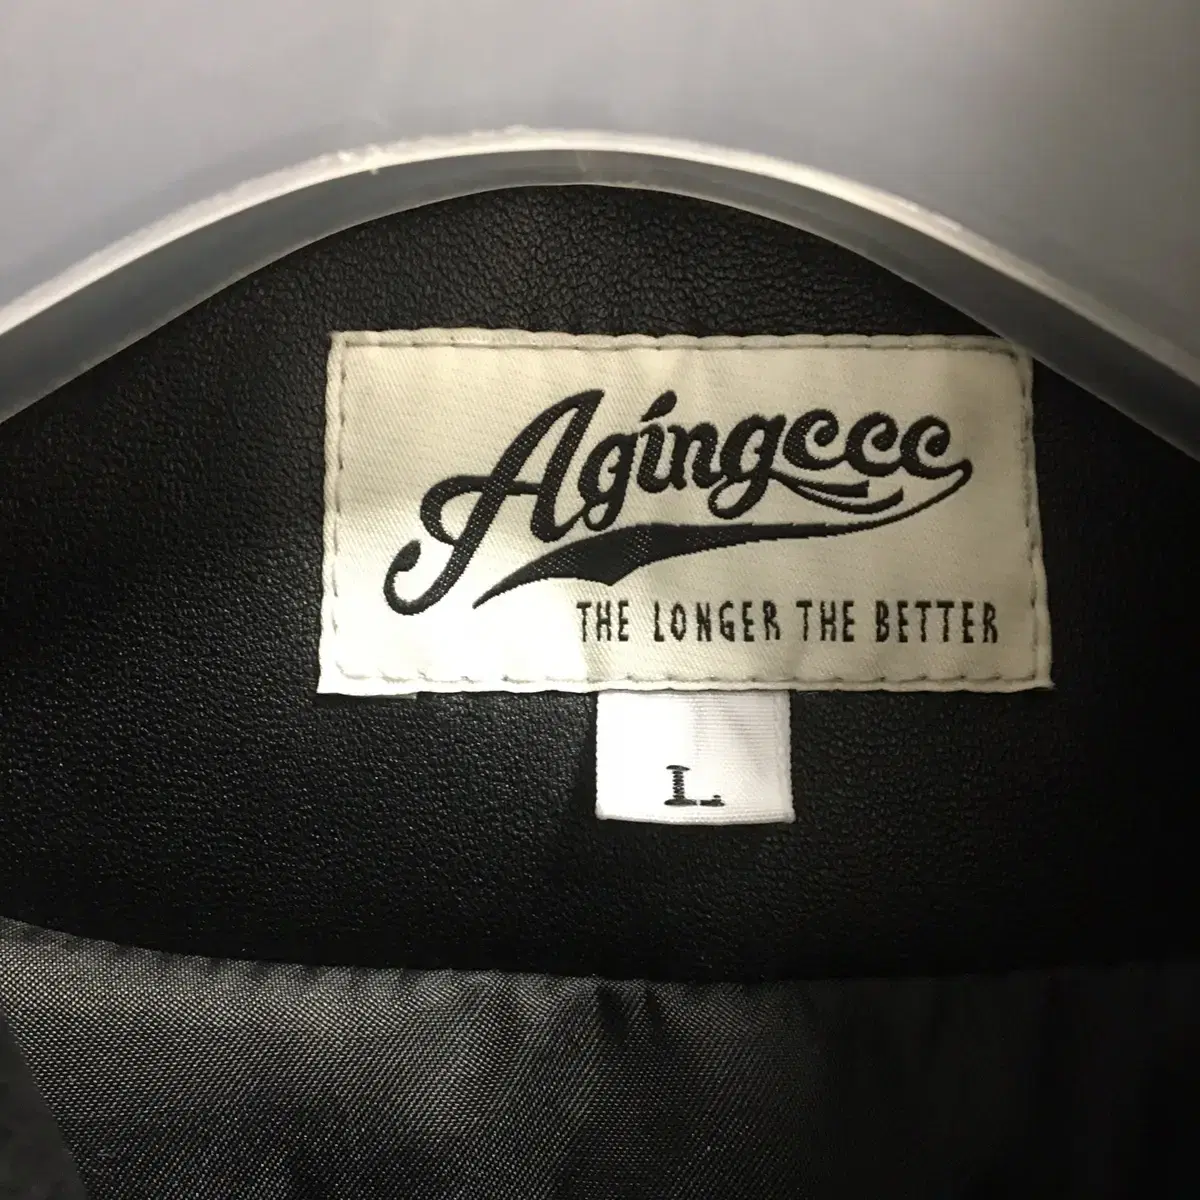 Agingccc
THE LONGER THE BETTER
L